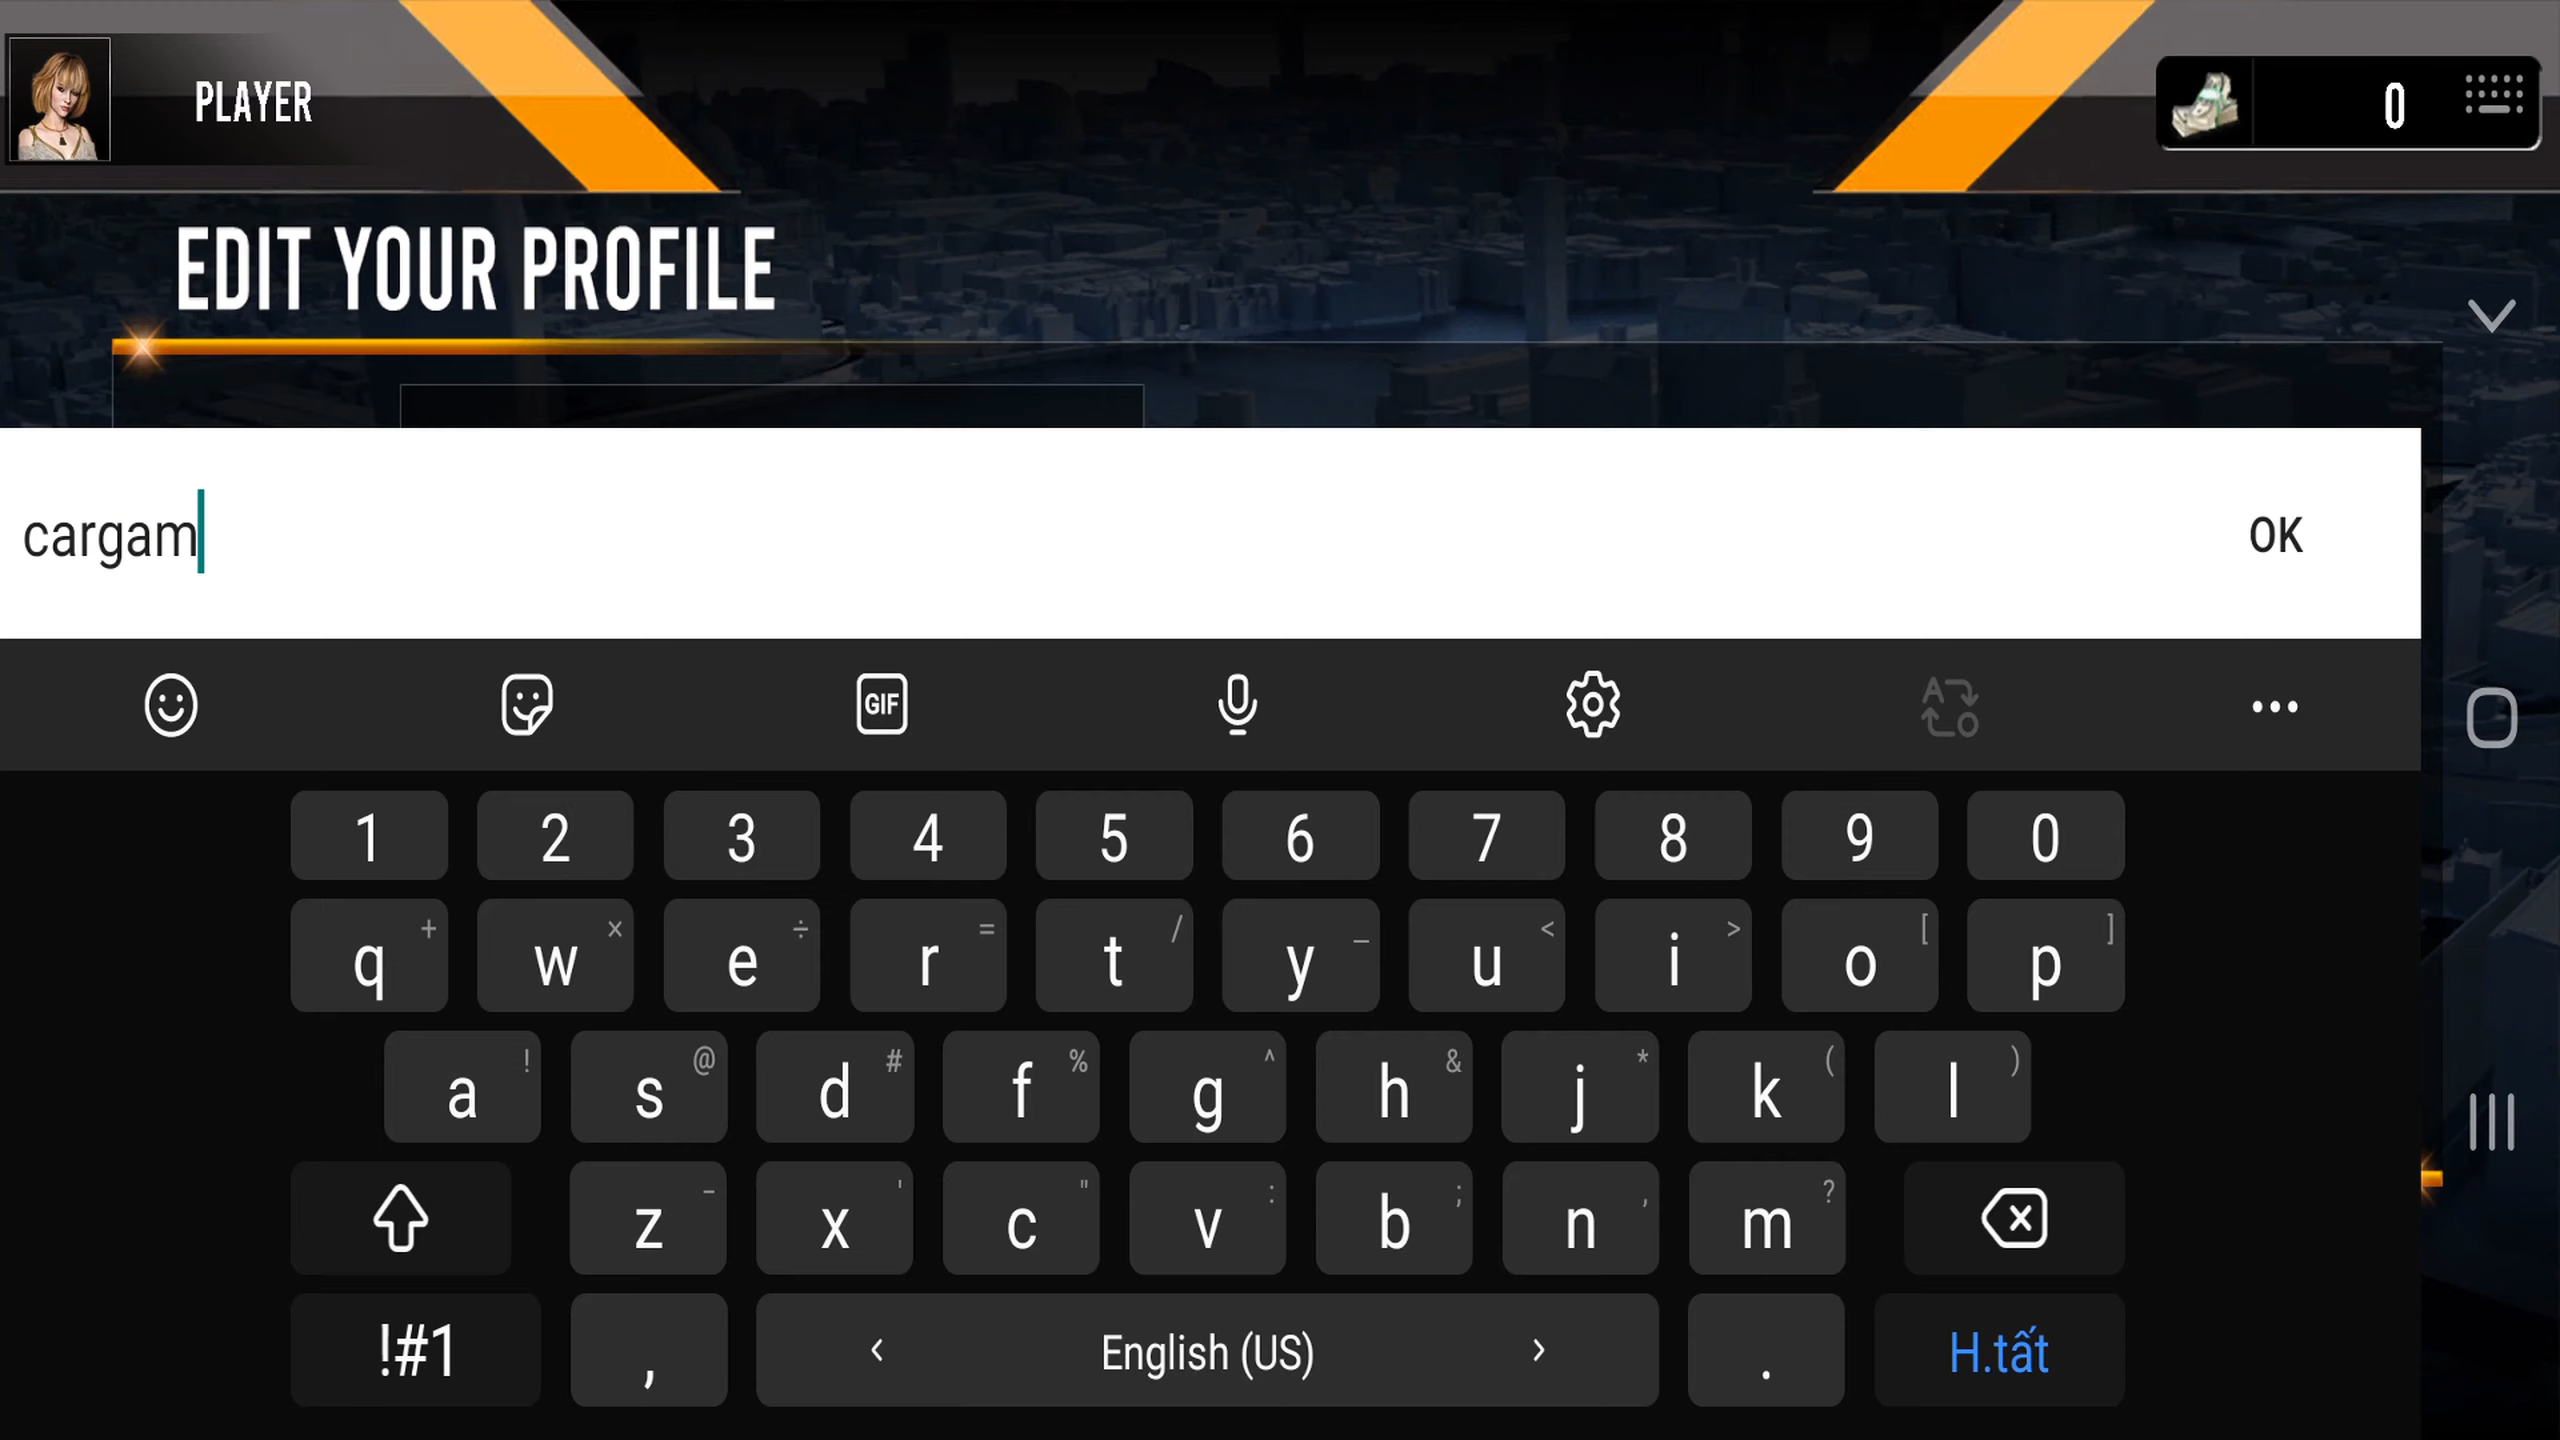 PLAYER
0
EDIT YOUR PROFILE
cargam
OK
GIF
A
1 2 3 4 5 6 7 8 9 0
q + w × e ÷ r = t / y _ u < i > o [ p ]
a ! s @ d # f % g ^ h & j * k ( l )
z - x ' c " v : b ; n , m ?
!#1 , < English (US) > . H.tất